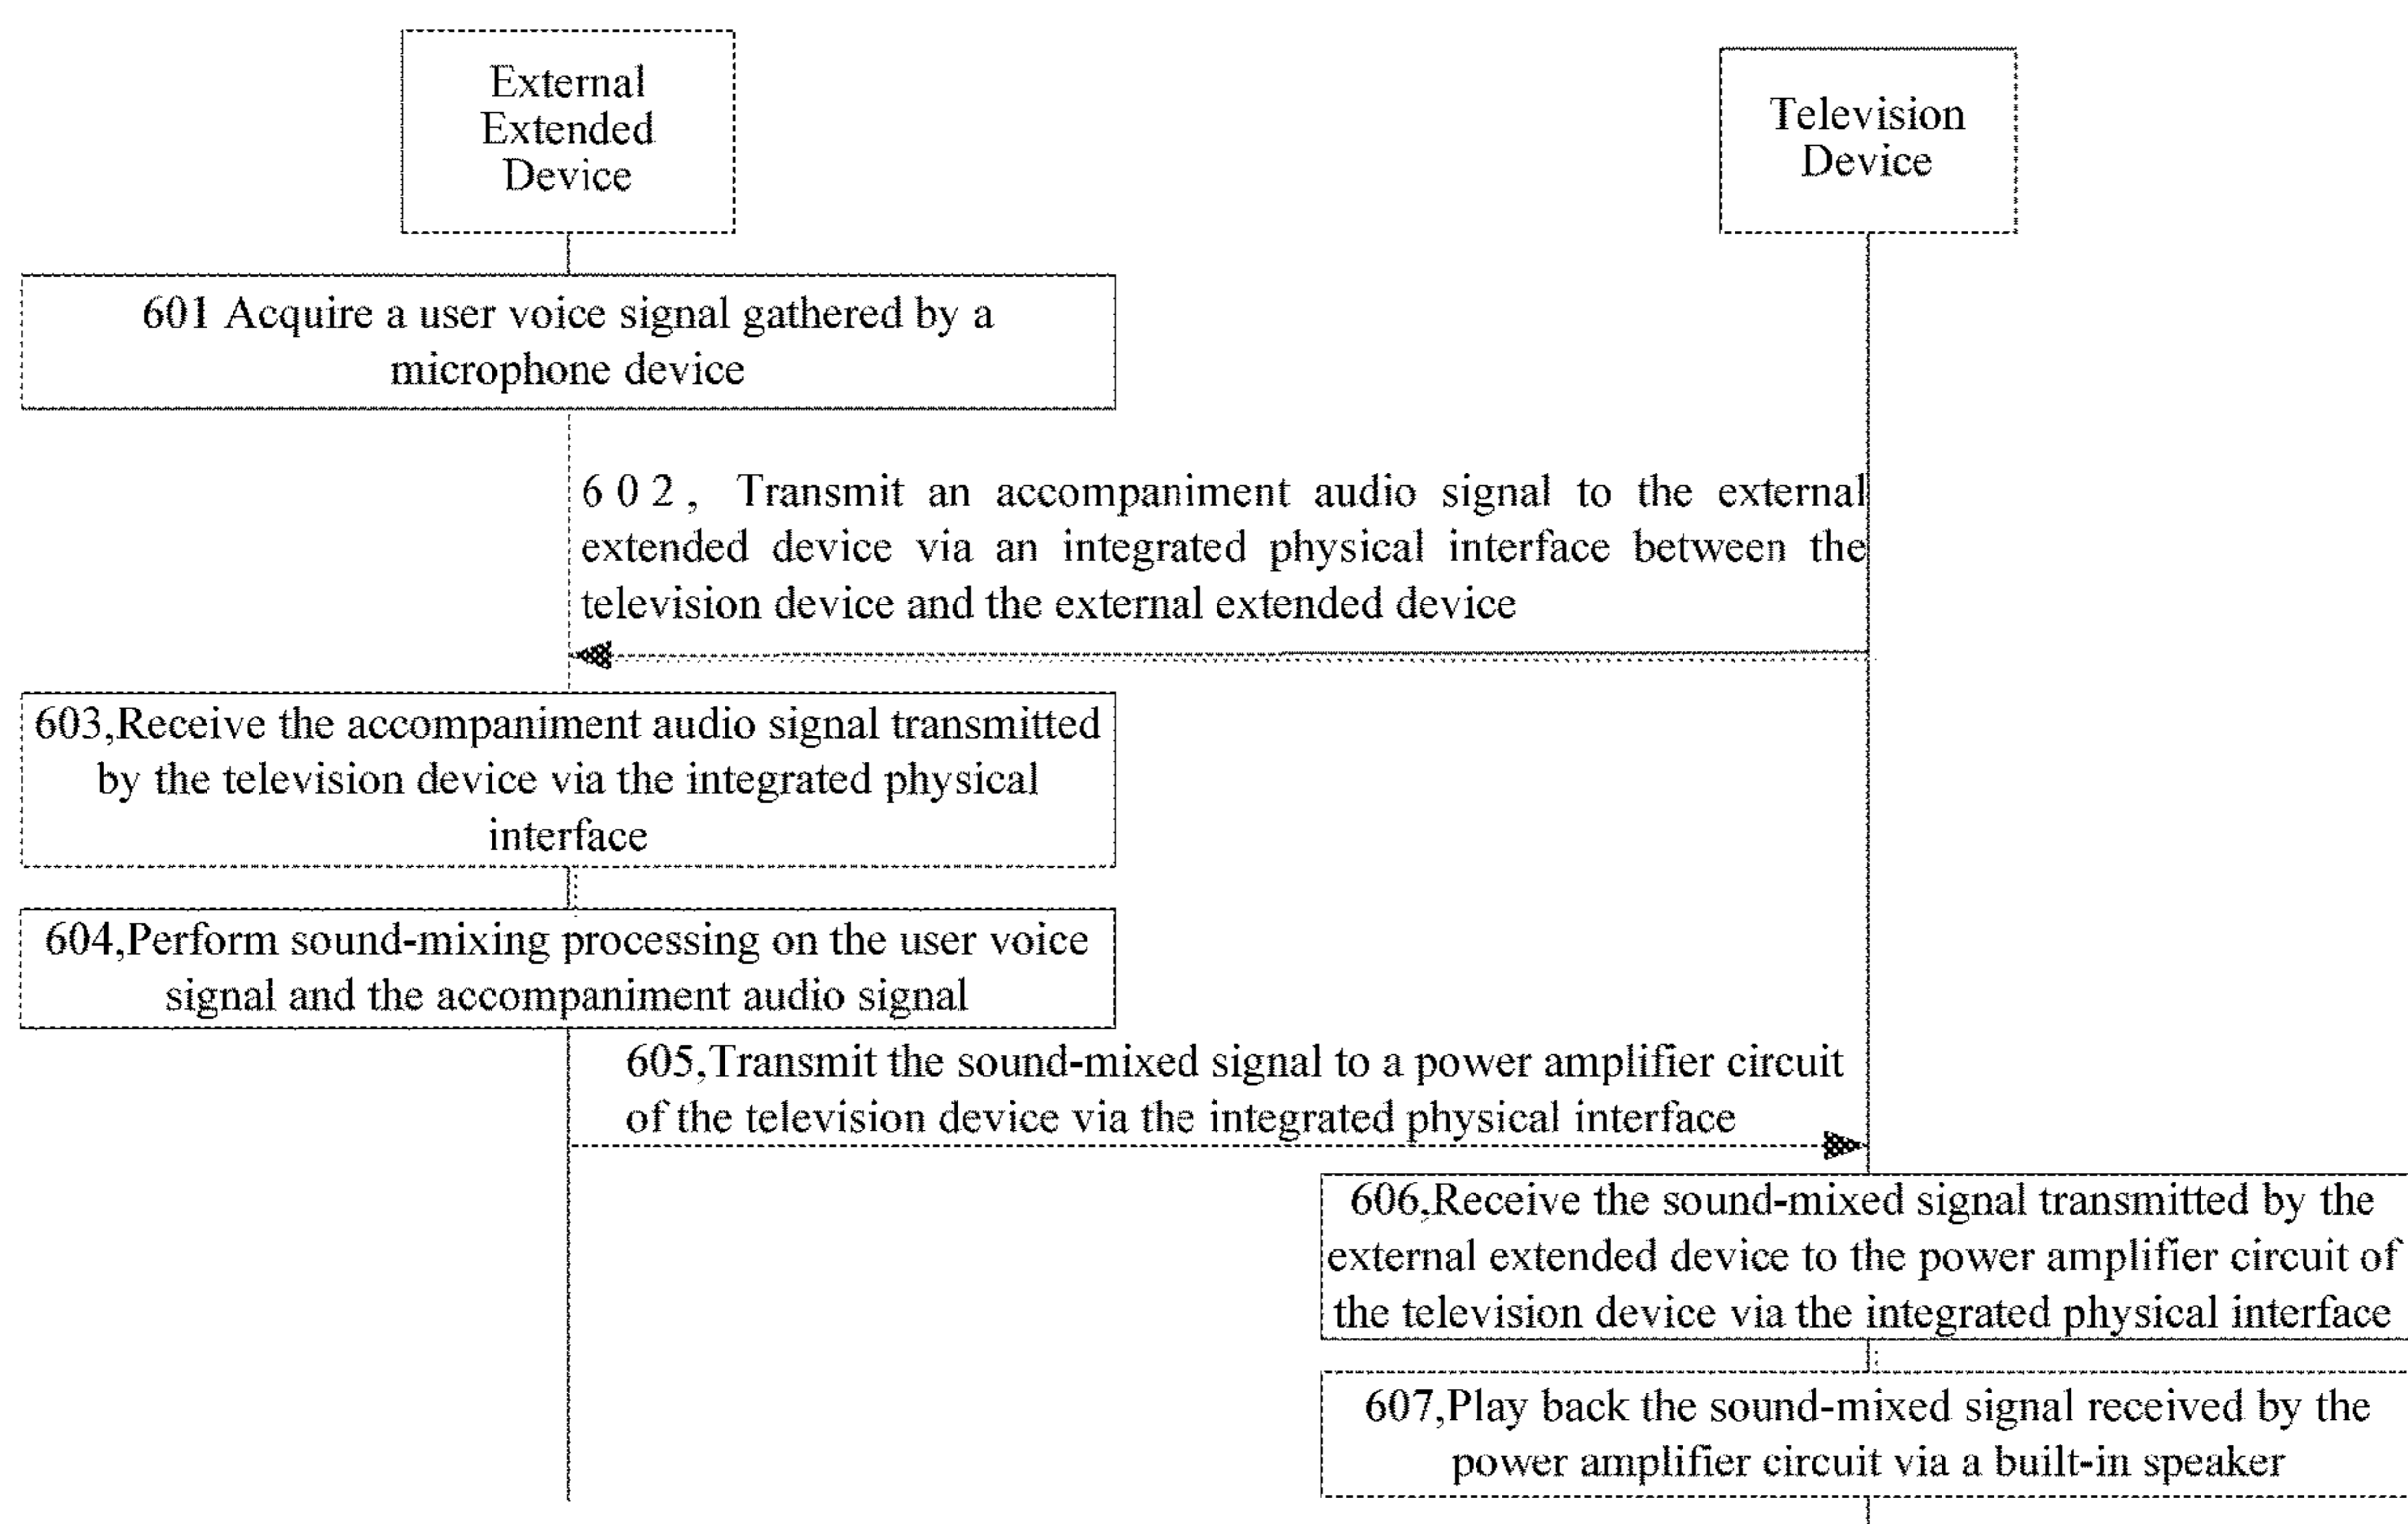 External
Extended
Device
Television
Device
601 Acquire a user voice signal gathered by a
microphone device
602, Transmit an accompaniment audio signal to the external
extended device via an integrated physical interface between the
television device and the external extended device
603,Receive the accompaniment audio signal transmitted
by the television device via the integrated physical
interface
604,Perform sound-mixing processing on the user voice
signal and the accompaniment audio signal
605,Transmit the sound-mixed signal to a power amplifier circuit
of the television device via the integrated physical interface
606,Receive the sound-mixed signal transmitted by the
external extended device to the power amplifier circuit of
the television device via the integrated physical interface
607,Play back the sound-mixed signal received by the
power amplifier circuit via a built-in speaker